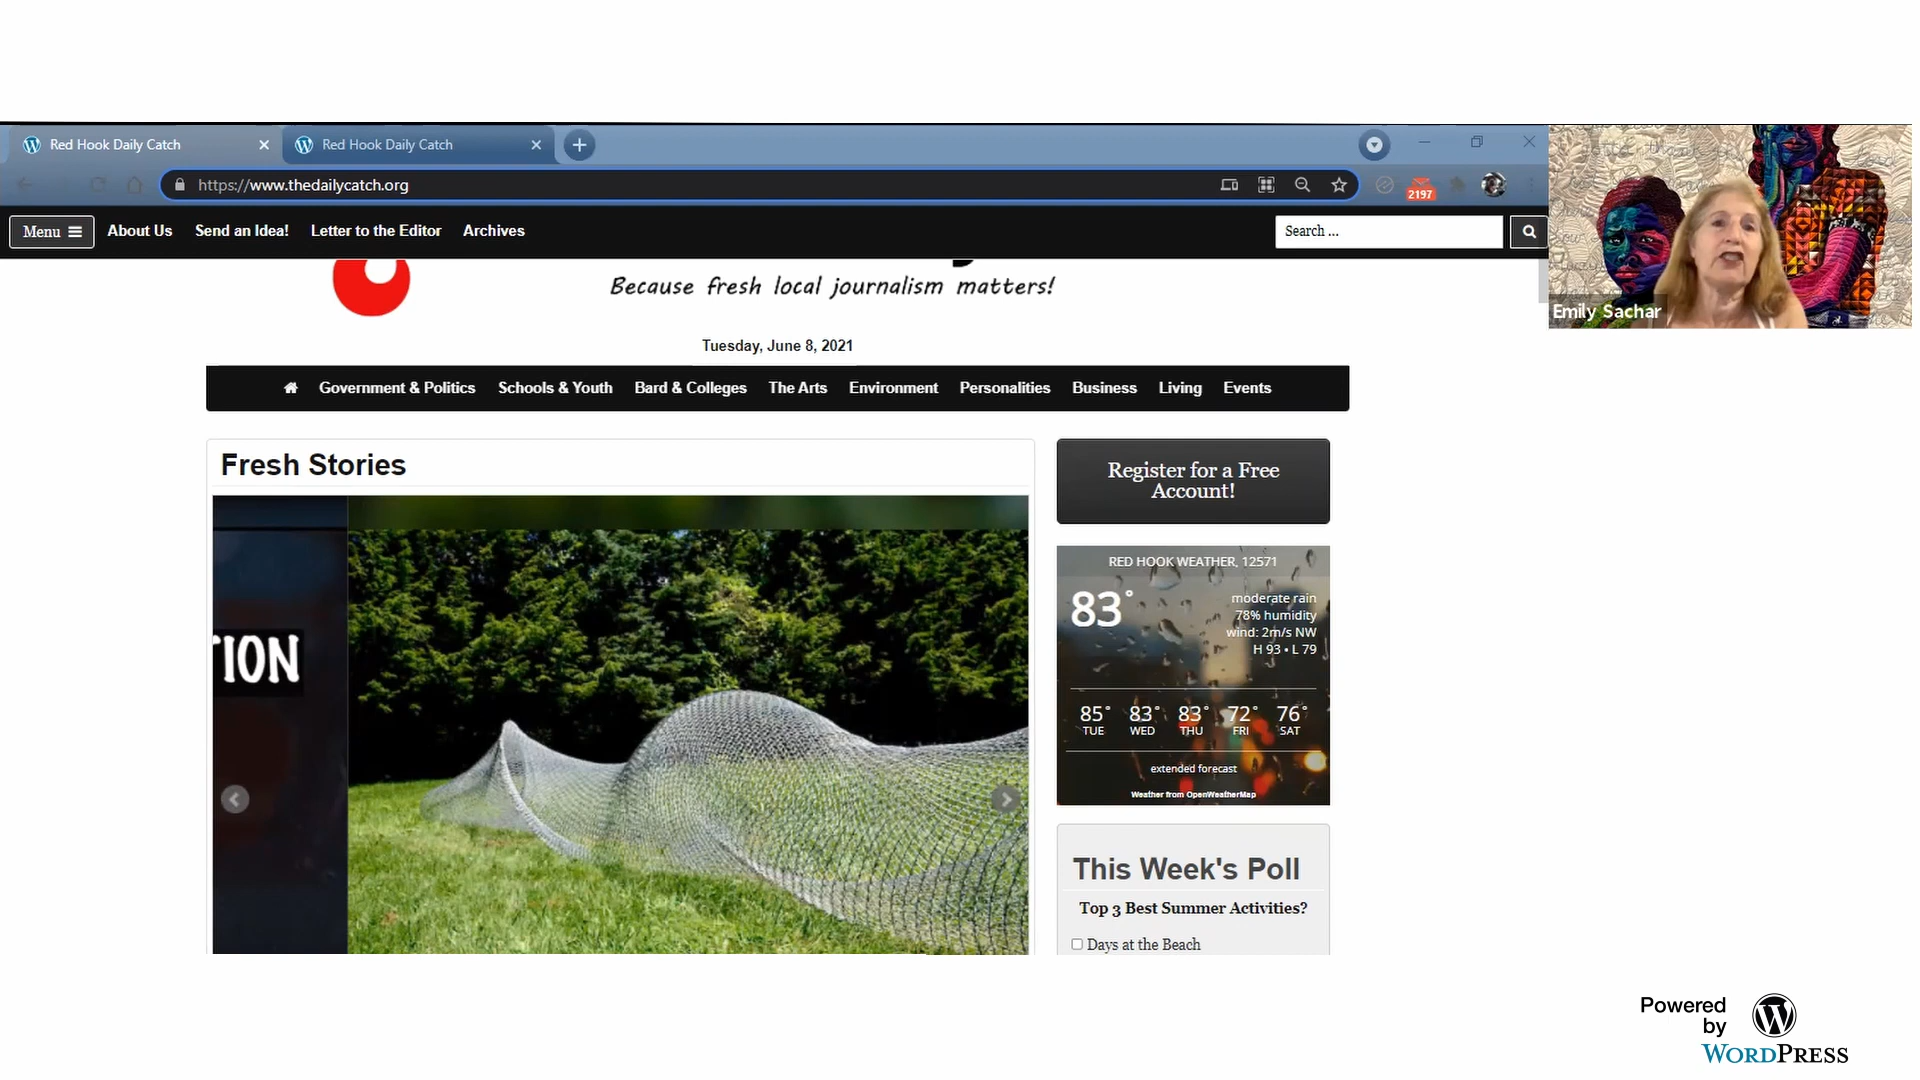 Red Hook Daily Catch
Red Hook Daily Catch
https://www.thedailycatch.org
2197
Menu
About Us
Send an Idea!
Letter to the Editor
Archives
Search ...
Emily Sachar
Because fresh local journalism matters!
Tuesday, June 8, 2021
Government & Politics
Schools & Youth
Bard & Colleges
The Arts
Environment
Personalities
Business
Living
Events
Fresh Stories
TION
Register for a Free
Account!
RED HOOK WEATHER, 12571
83°
moderate rain
78% humidity
wind: 2m/s NW
H 93 • L 79
85° 83° 83° 72° 76°
TUE WED THU FRI SAT
extended forecast
Weather from OpenWeatherMap
This Week's Poll
Top 3 Best Summer Activities?
Days at the Beach
Powered
by
WORDPRESS